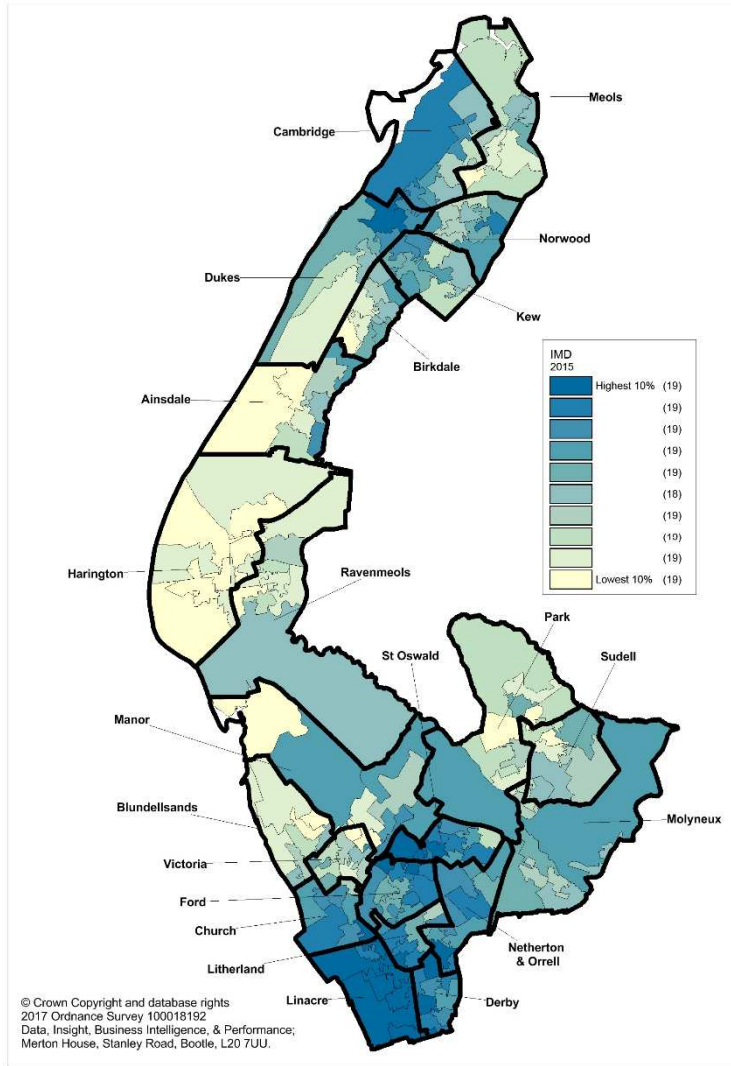 Meols
Cambridge
Norwood
Dukes
Kew
Birkdale
IMD
2015
Highest 10% (19)
(19)
(19)
(19)
(19)
(18)
(19)
(19)
(19)
Lowest 10% (19)
Ainsdale
Harington
Ravenmeols
Park
St Oswald
Sudell
Manor
Blundellsands
Molyneux
Victoria
Ford
Church
Netherton
& Orrell
Litherland
Linacre
Derby
© Crown Copyright and database rights
2017 Ordnance Survey 100018192
Data, Insight, Business Intelligence, & Performance;
Merton House, Stanley Road, Bootle, L20 7UU.